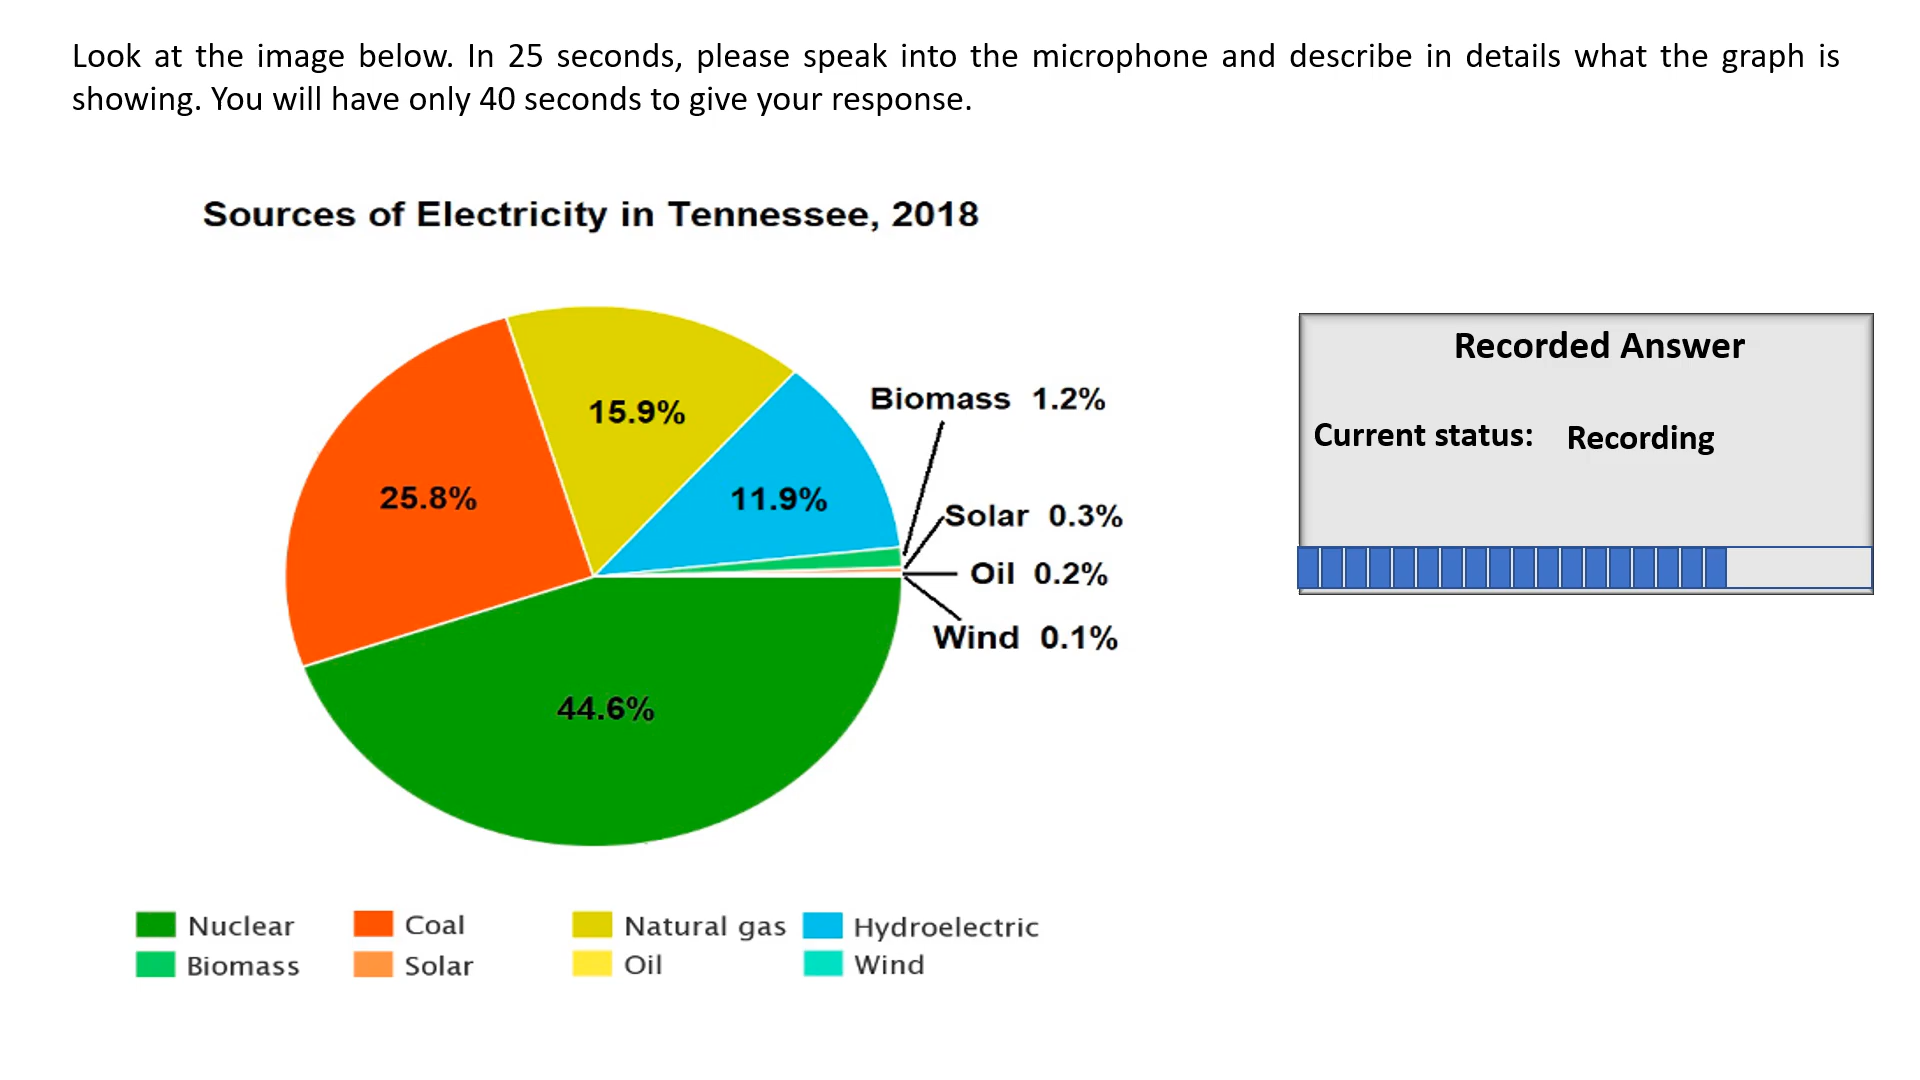 Look at the image below. In 25 seconds, please speak into the microphone and describe in details what the graph is
showing. You will have only 40 seconds to give your response.
Sources of Electricity in Tennessee, 2018
Recorded Answer
Current status: Recording
15.9%
Biomass 1.2%
25.8%
11.9%
Solar 0.3%
Oil 0.2%
Wind 0.1%
44.6%
Nuclear Coal Natural gas Hydroelectric
Biomass Solar Oil Wind